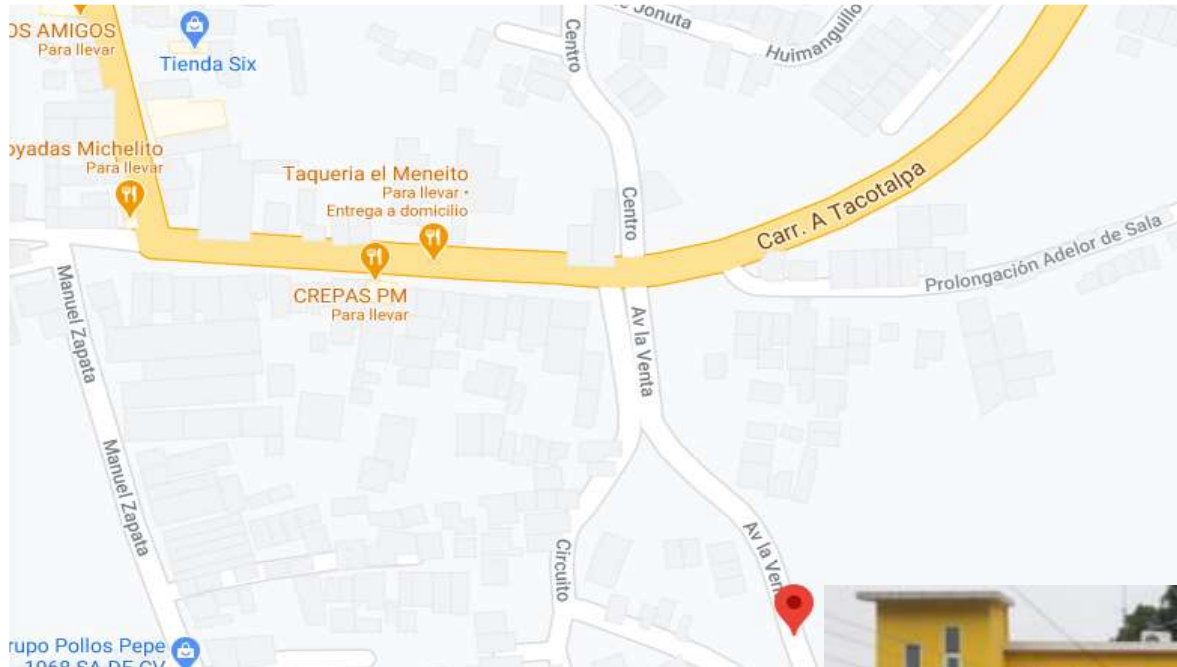 OS AMIGOS
Para llevar
Tienda Six
Jonuta
Huimanguillo
Centro
oyadas Michelito
Para llevar
Taqueria el Meneito
Para llevar •
Entrega a domicilio
Centro
Carr. A Tacotalpa
Prolongación Adelor de Sala
Manuel Zapata
CREPAS PM
Para llevar
Av la Venta
Manuel Zapata
Circuito
Av la Ven
rupo Pollos Pepe
1968 SA DE CV